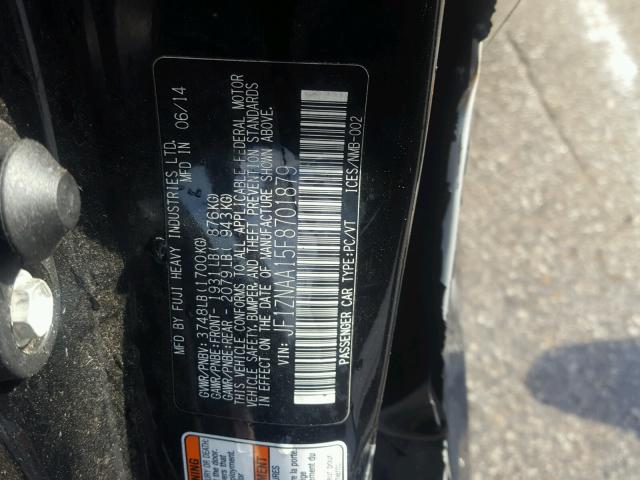 MFD BY FUJI HEAVY INDUSTRIES LTD.
MADE IN 06/14
GVWR/PNBV: 3748LB(1700KG)
GAWR/PNBE-FRONT- 1931LB( 876KG)
GAWR/PNBE-REAR - 2079LB( 943KG)
THIS VEHICLE CONFORMS TO ALL APPLICABLE FEDERAL MOTOR
VEHICLE SAFETY, BUMPER, AND THEFT PREVENTION STANDARDS
IN EFFECT ON THE DATE OF MANUFACTURE SHOWN ABOVE.
VIN: JF1ZNAA15F8701879
PASSENGER CAR TYPE:PC/VT ICES/NMB-002